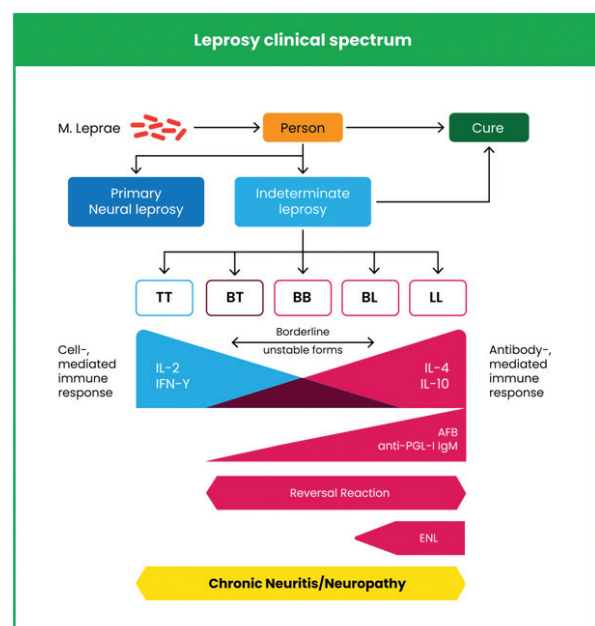 Leprosy clinical spectrum
M. Leprae
Person
Cure
Primary
Neural leprosy
Indeterminate
leprosy
TT
BT
BB
BL
LL
Cell-,
mediated
immune
response
IL-2
IFN-Y
Borderline
unstable forms
IL-4
IL-10
Antibody-,
mediated
immune
response
AFB
anti-PGL-I IgM
Reversal Reaction
ENL
Chronic Neuritis/Neuropathy